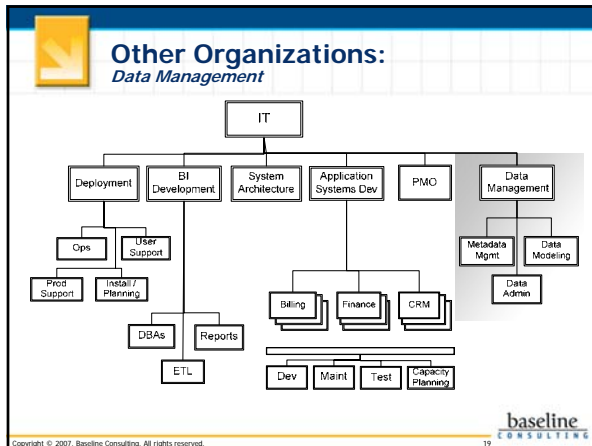 Other Organizations:
Data Management
IT
Deployment
BI
Development
System
Architecture
Application
Systems Dev
PMO
Data
Management
Ops
User
Support
Prod
Support
Install /
Planning
DBAs
Reports
ETL
Billing
Finance
CRM
Dev
Maint
Test
Capacity
Planning
Metadata
Mgmt
Data
Modeling
Data
Admin
Copyright © 2007, Baseline Consulting. All rights reserved.
19
baseline
CONSULTING